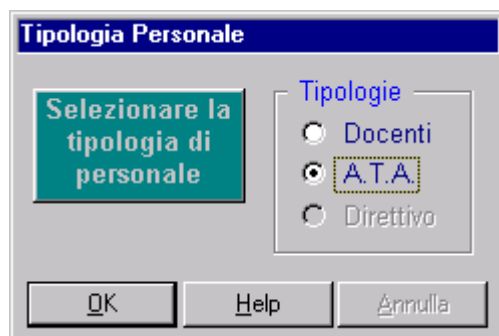 Tipologia Personale
Selezionare la
tipologia di
personale
Tipologie
Docenti
A.T.A.
Direttivo
OK
Help
Annulla